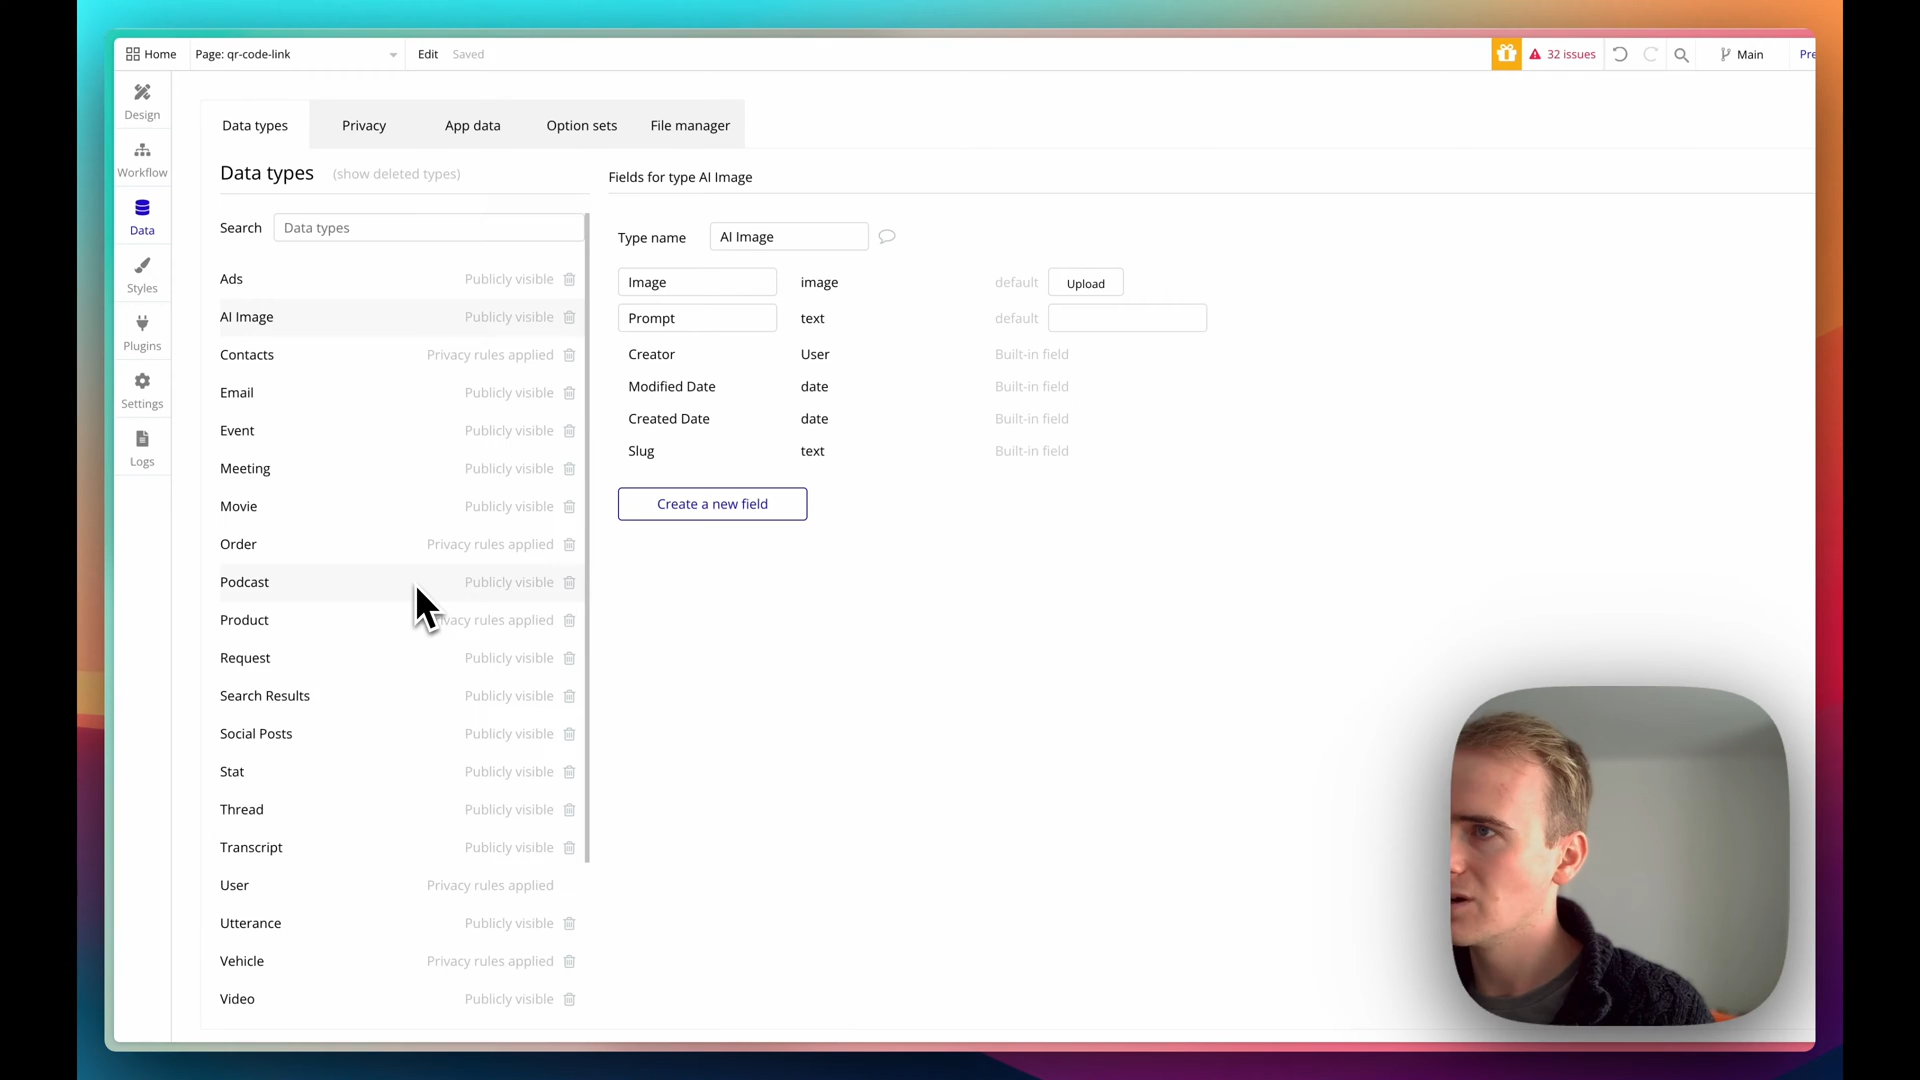 Home
Page: qr-code-link
Edit
Saved
32 issues
Main
Pre
Design
Workflow
Data
Styles
Plugins
Settings
Logs
Data types
Privacy
App data
Option sets
File manager
Data types
(show deleted types)
Search
Data types
Ads
Publicly visible
AI Image
Publicly visible
Contacts
Privacy rules applied
Email
Publicly visible
Event
Publicly visible
Meeting
Publicly visible
Movie
Publicly visible
Order
Privacy rules applied
Podcast
Publicly visible
Product
vacy rules applied
Request
Publicly visible
Search Results
Publicly visible
Social Posts
Publicly visible
Stat
Publicly visible
Thread
Publicly visible
Transcript
Publicly visible
User
Privacy rules applied
Utterance
Publicly visible
Vehicle
Privacy rules applied
Video
Publicly visible
Fields for type AI Image
Type name
AI Image
Image
image
default
Upload
Prompt
text
default
Creator
User
Built-in field
Modified Date
date
Built-in field
Created Date
date
Built-in field
Slug
text
Built-in field
Create a new field